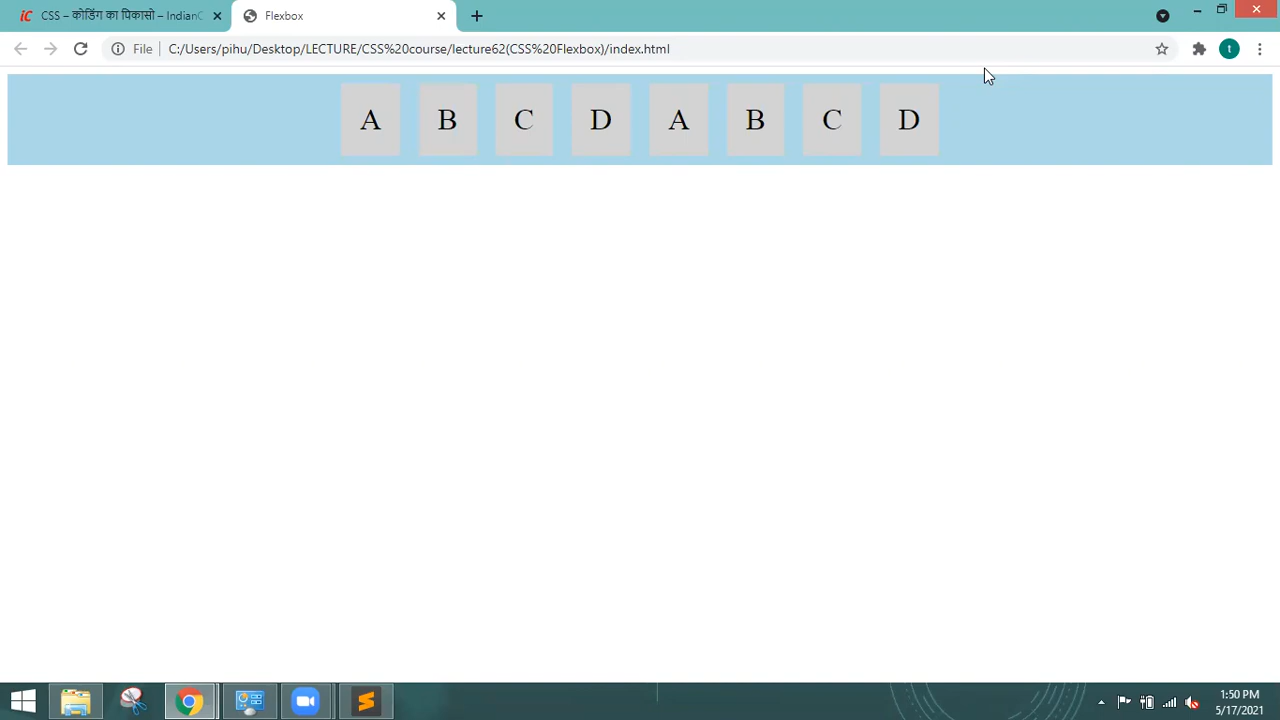 iC CSS – कोडिंग का पिकासो – IndianC
Flexbox
File C:/Users/pihu/Desktop/LECTURE/CSS%20course/lecture62(CSS%20Flexbox)/index.html
t
A B C D A B C D
1:50 PM
5/17/2021